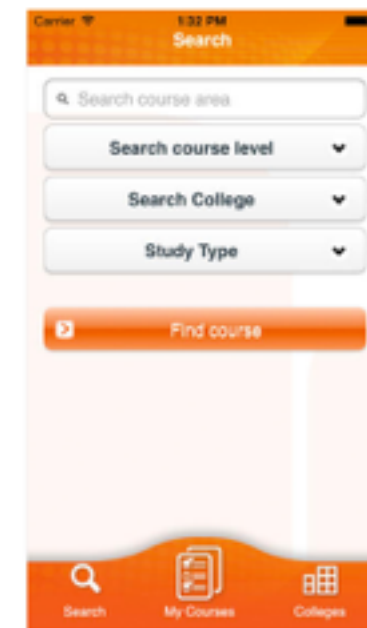 Carrier 1:32 PM
Search
Search course area
Search course level
Search College
Study Type
Find course
Search My Courses Colleges